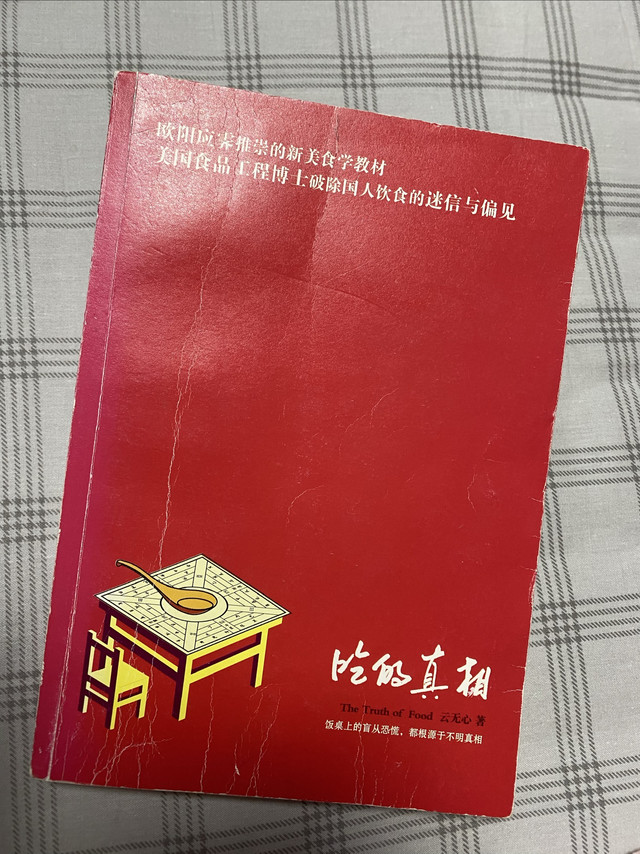 欧阳应霁推崇的新美食学教材
美国食品工程博士破除国人饮食的迷信与偏见
吃的真相
The Truth of Food 云无心 著
饭桌上的盲从恐慌，都根源于不明真相